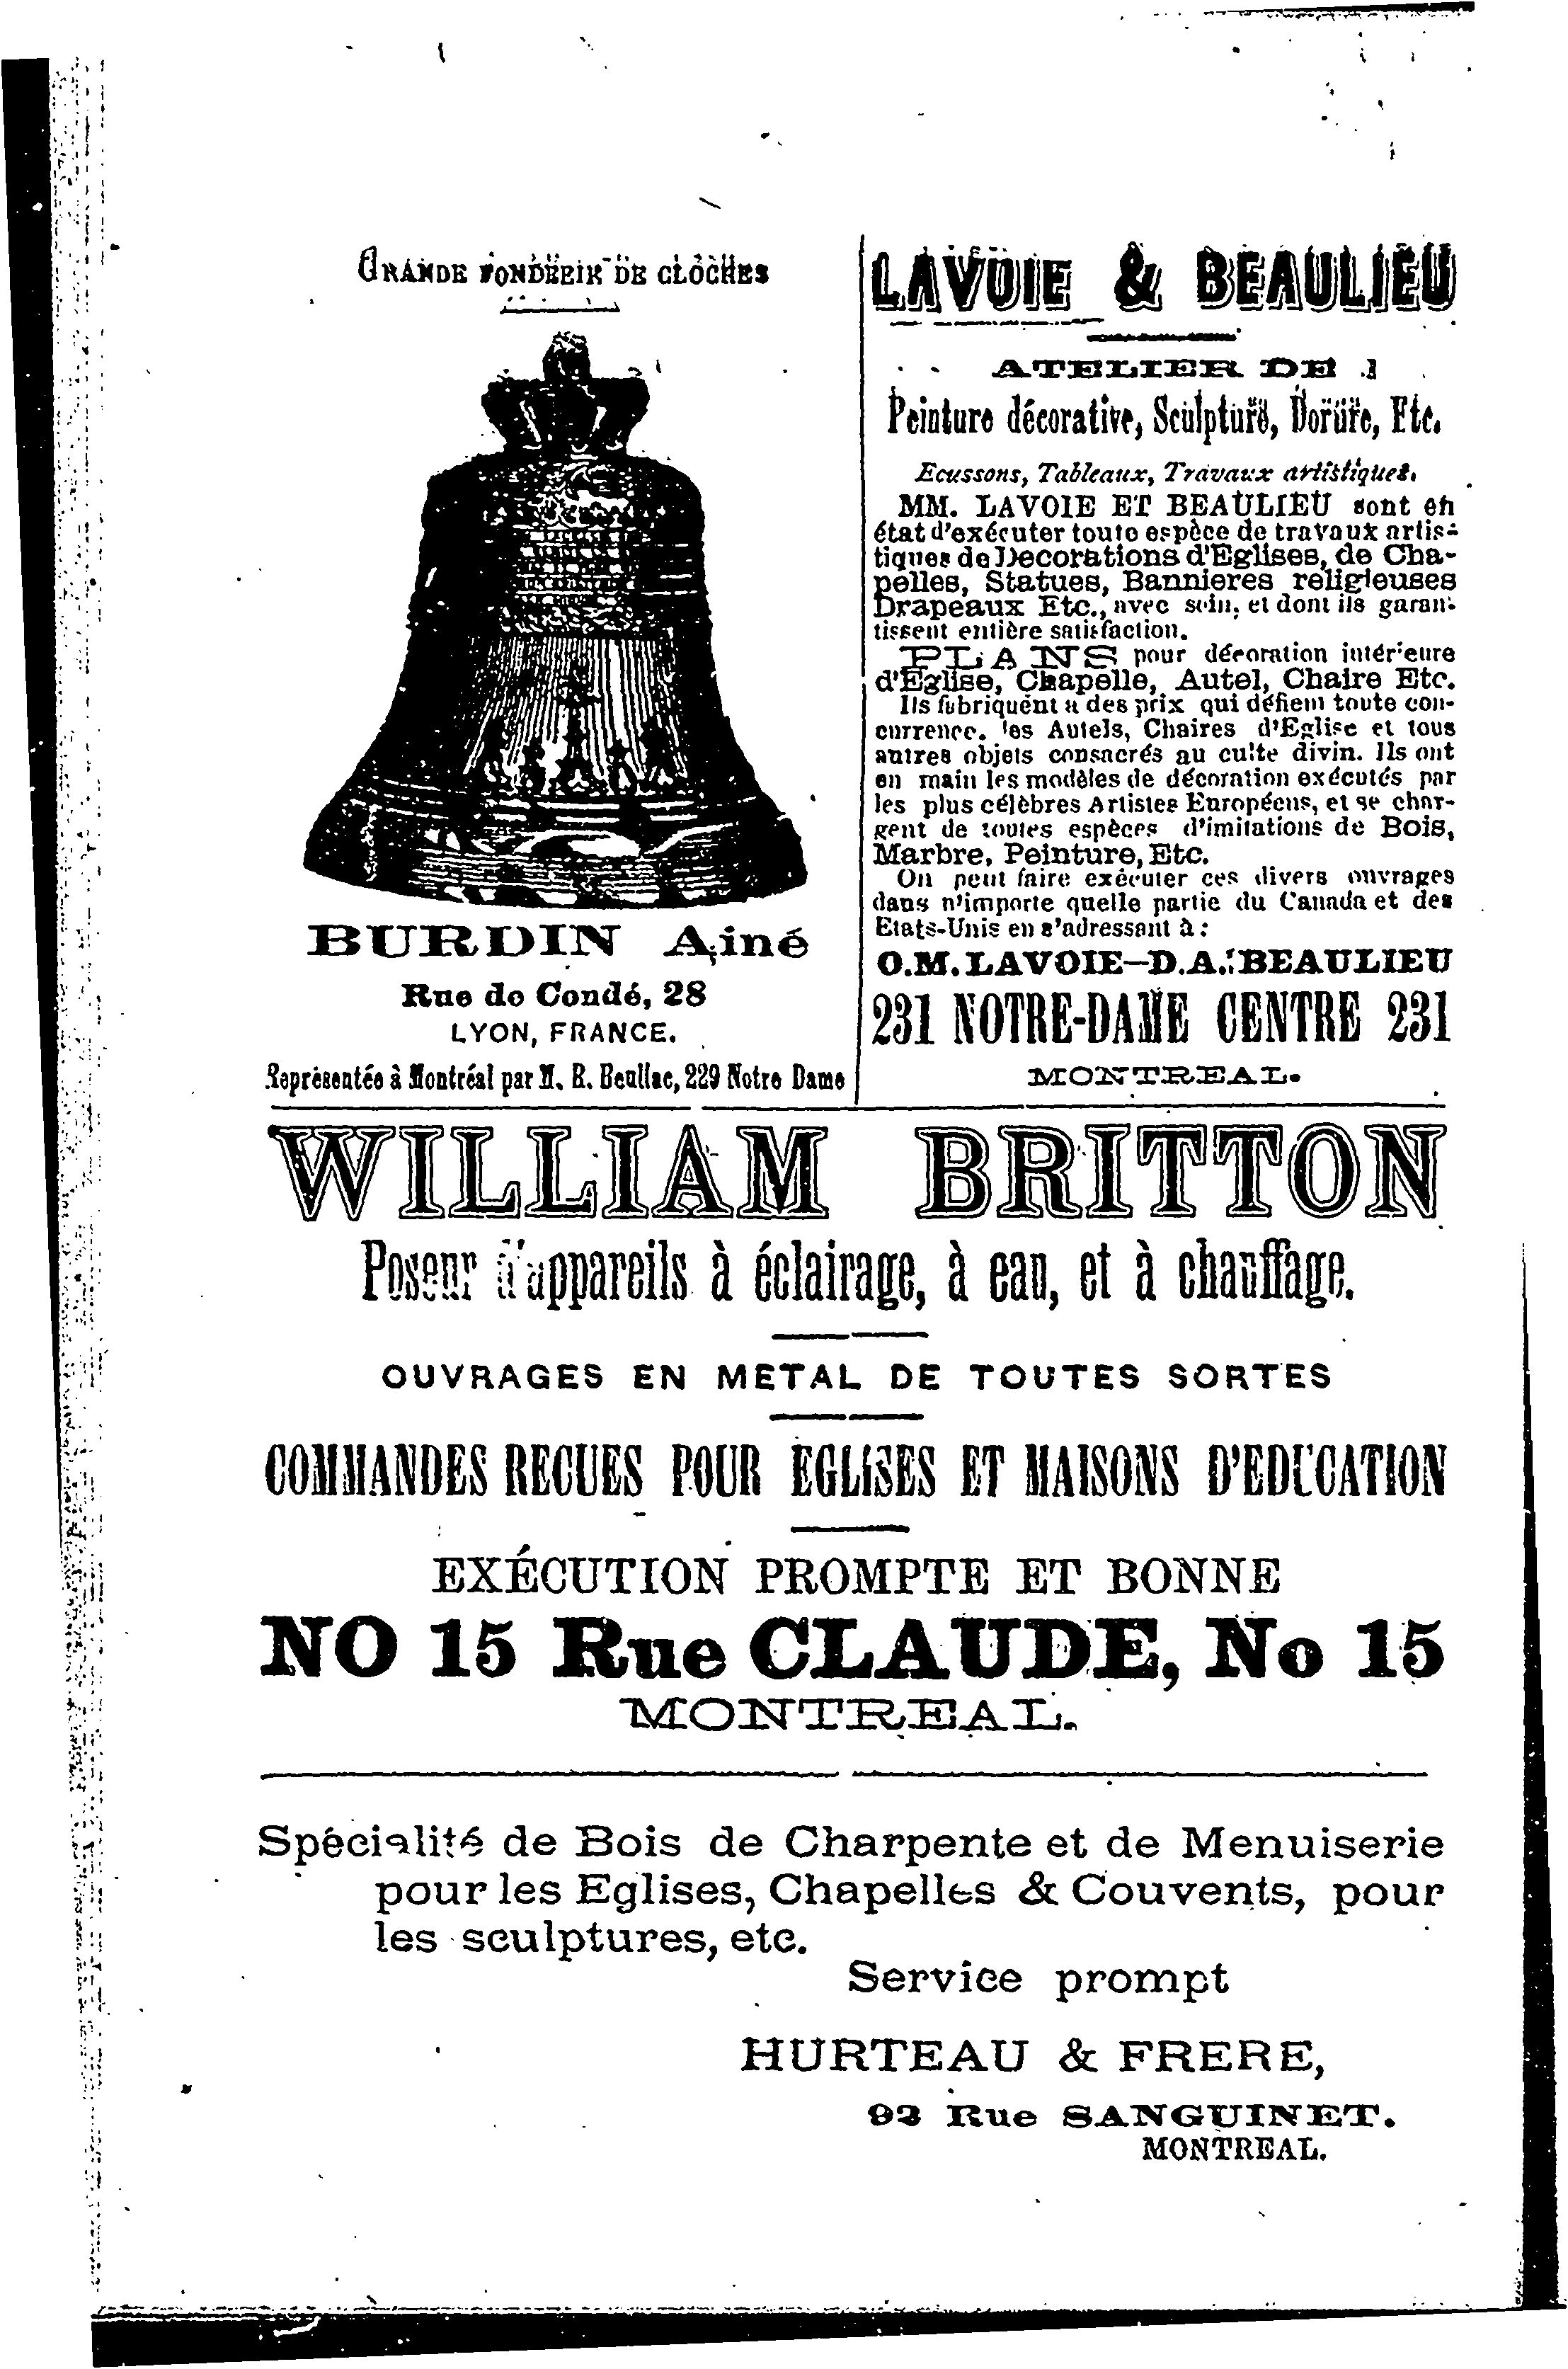 GRANDE FONDERIE DE CLOCHES
BURDIN Ainé
Rue de Condé, 28
LYON, FRANCE.
Représentée à Montréal par M. R. Beullac, 229 Notre Dame
LAVOIE & BEAULIEU
ATELIER DE
Peinture décorative, Sculpture, Dorure, Etc.
Ecussons, Tableaux, Travaux artistiques.
MM. LAVOIE ET BEAULIEU sont en
état d'exécuter toute espèce de travaux artis-
tiques de Decorations d'Eglises, de Cha-
pelles, Statues, Bannieres religieuses
Drapeaux Etc., avec soin, et dont ils garan-
tissent entière satisfaction.
PLANS pour décoration intérieure
d'Eglise, Chapelle, Autel, Chaire Etc.
Ils fabriquent a des prix qui défient toute con-
currence. les Autels, Chaires d'Eglise et tous
autres objets consacrés au culte divin. Ils ont
en main les modèles de décoration exécutés par
les plus célèbres Artistes Européens, et se char-
gent de toutes espèces d'imitations de Bois,
Marbre, Peinture, Etc.
On peut faire exécuter ces divers ouvrages
dans n'importe quelle partie du Canada et des
Etats-Unis en s'adressant à :
O.M. LAVOIE—D.A. BEAULIEU
231 NOTRE-DAME CENTRE 231
MONTREAL.
WILLIAM BRITTON
Poseur d'appareils à éclairage, à eau, et à chauffage.
OUVRAGES EN METAL DE TOUTES SORTES
COMMANDES RECUES POUR EGLISES ET MAISONS D'EDUCATION
EXÉCUTION PROMPTE ET BONNE
NO 15 Rue CLAUDE, No 15
MONTREAL.
Spécialité de Bois de Charpente et de Menuiserie
pour les Eglises, Chapelles & Couvents, pour
les sculptures, etc.
Service prompt
HURTEAU & FRERE,
92 Rue SANGUINET.
MONTREAL.